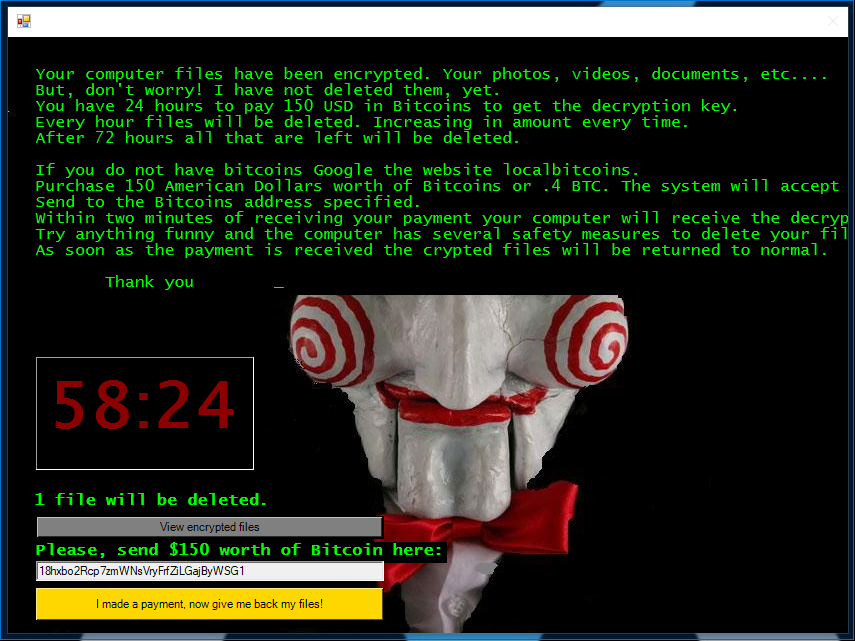 Your computer files have been encrypted. Your photos, videos, documents, etc....
But, don't worry! I have not deleted them, yet.
You have 24 hours to pay 150 USD in Bitcoins to get the decryption key.
Every hour files will be deleted. Increasing in amount every time.
After 72 hours all that are left will be deleted.
If you do not have bitcoins Google the website localbitcoins.
Purchase 150 American Dollars worth of Bitcoins or .4 BTC. The system will accept
Send to the Bitcoins address specified.
Within two minutes of receiving your payment your computer will receive the decryp
Try anything funny and the computer has several safety measures to delete your fil
As soon as the payment is received the crypted files will be returned to normal.
Thank you _
58:24
1 file will be deleted.
View encrypted files
Please, send $150 worth of Bitcoin here:
18hxbo2Rcp7zmWNsVryFrfZiLGajByWSG1
I made a payment, now give me back my files!